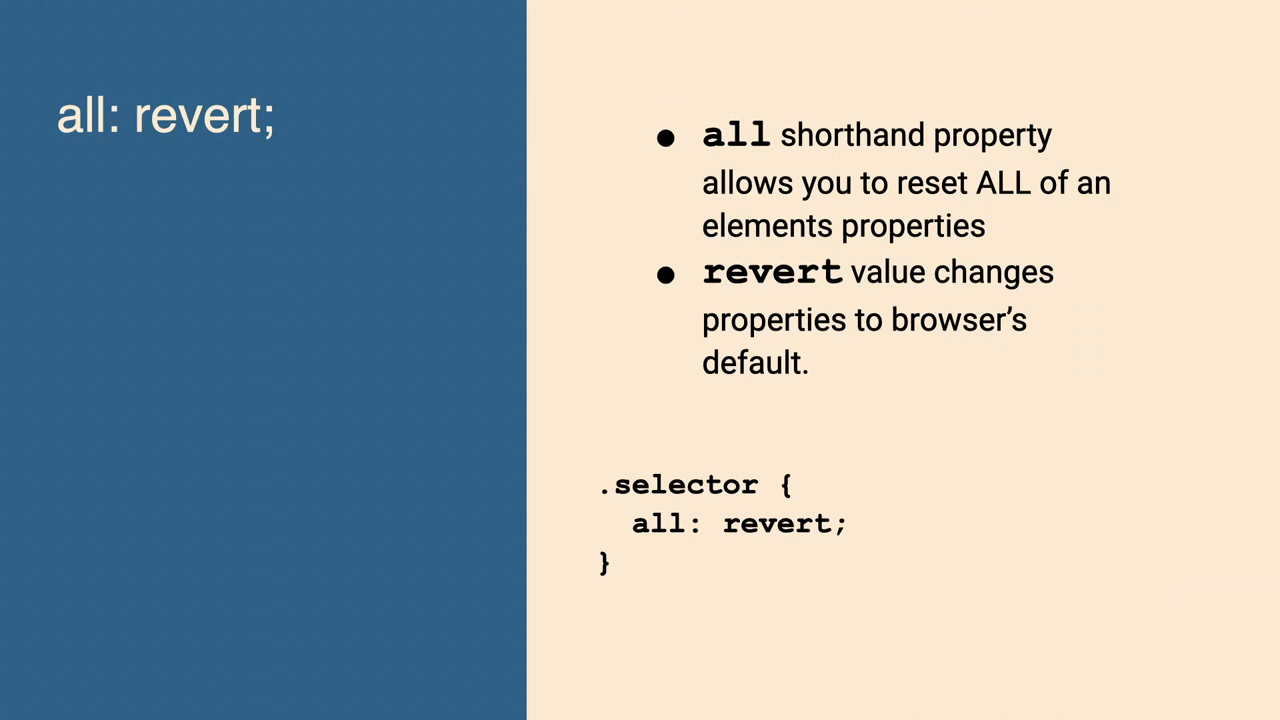 all: revert;
● all shorthand property
allows you to reset ALL of an
elements properties
● revert value changes
properties to browser’s
default.
.selector {
  all: revert;
}